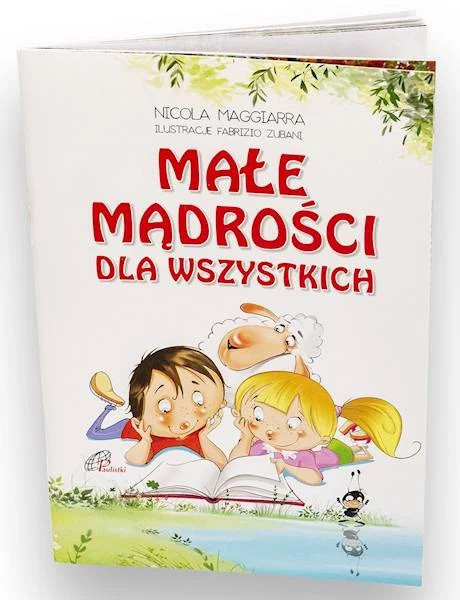 NICOLA MAGGIARRA
ILUSTRACJE FABRIZIO ZUBANI
MAŁE
MĄDROŚCI
DLA WSZYSTKICH
Paulistki